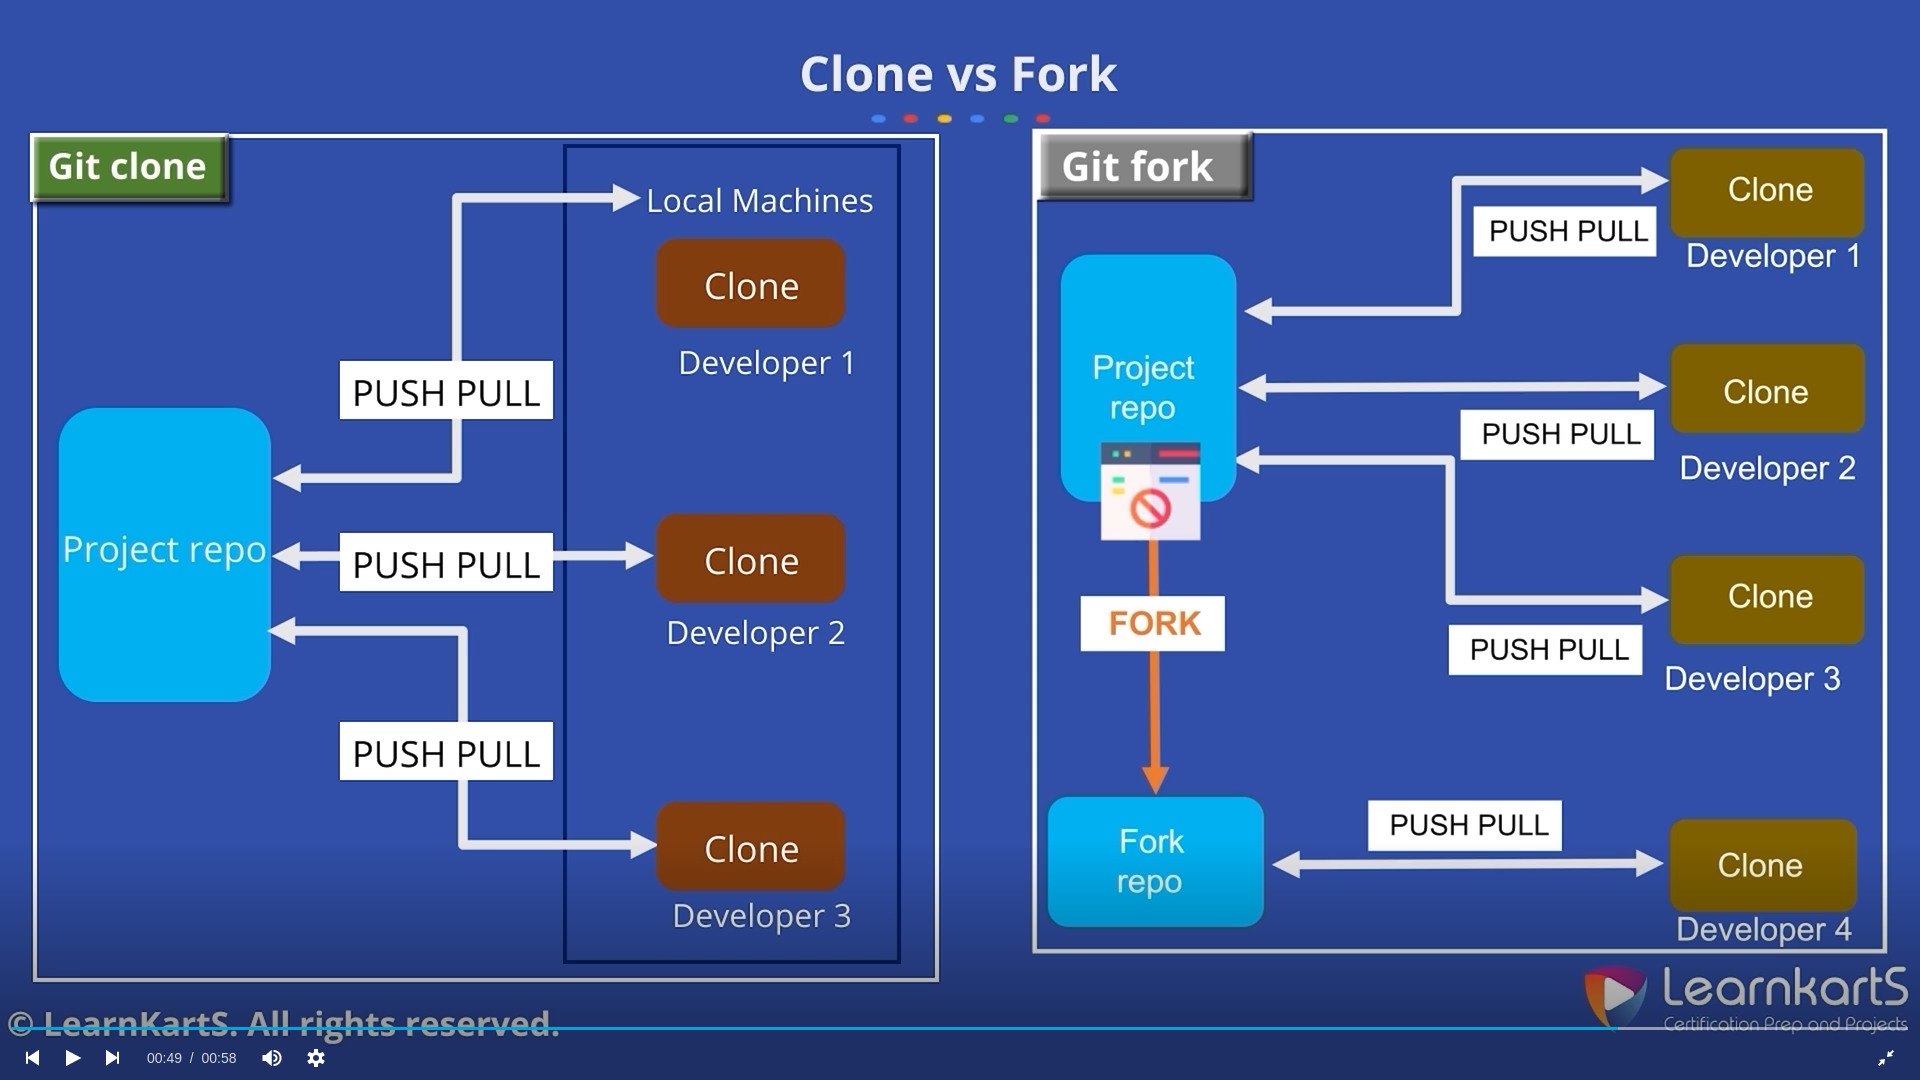 Clone vs Fork
Git clone
Local Machines
Clone
Developer 1
PUSH PULL
Project repo
PUSH PULL
Clone
Developer 2
PUSH PULL
Clone
Developer 3
Git fork
Clone
PUSH PULL
Developer 1
Project
repo
Clone
PUSH PULL
Developer 2
Clone
FORK
PUSH PULL
Developer 3
Fork
repo
PUSH PULL
Clone
Developer 4
LearnkartS
Certification Prep and Projects
© LearnKartS. All rights reserved.
00:49 / 00:58